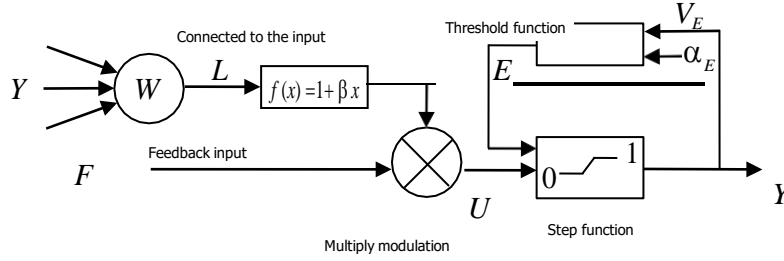 Connected to the input
Threshold function
V_E
α_E
Y
W
L
f(x)=1+βx
E
Feedback input
F
U
0
1
Y
Multiply modulation
Step function